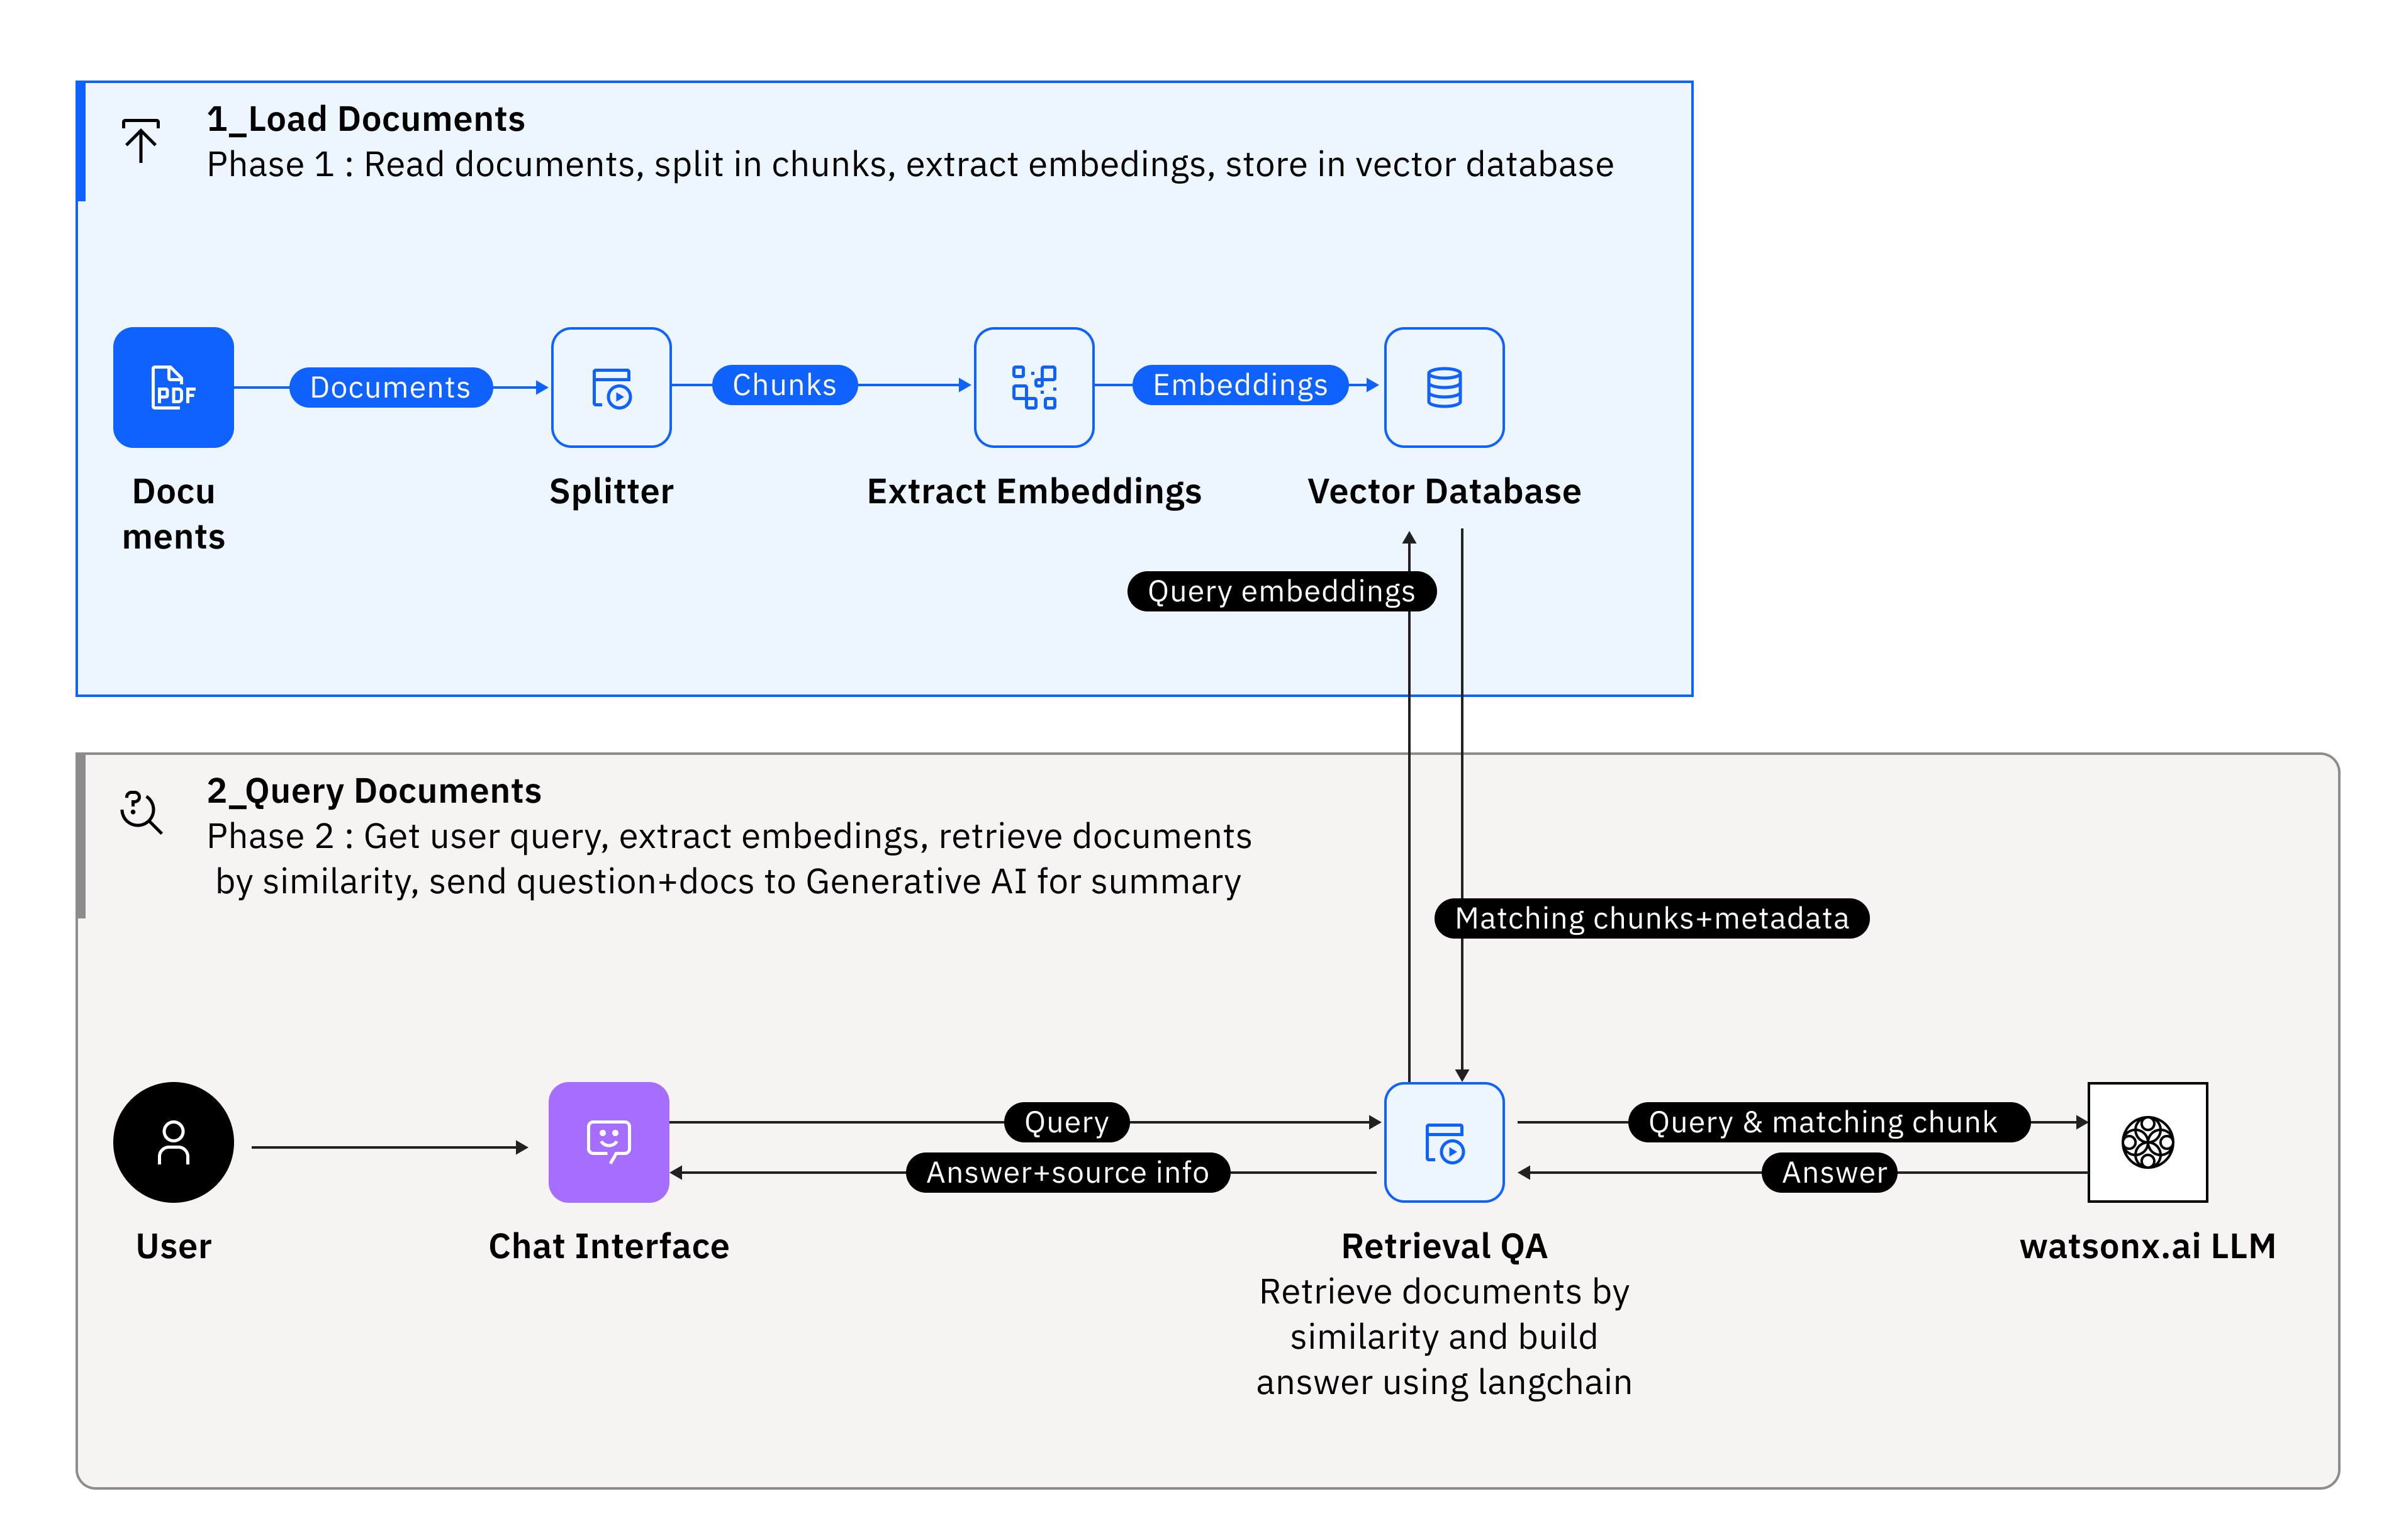 1_Load Documents
Phase 1 : Read documents, split in chunks, extract embedings, store in vector database
PDF
Documents
Chunks
Embeddings
Docu
ments
Splitter
Extract Embeddings
Vector Database
Query embeddings
2_Query Documents
Phase 2 : Get user query, extract embedings, retrieve documents
by similarity, send question+docs to Generative AI for summary
Matching chunks+metadata
Query
Query & matching chunk
Answer+source info
Answer
User
Chat Interface
Retrieval QA
Retrieve documents by
similarity and build
answer using langchain
watsonx.ai LLM